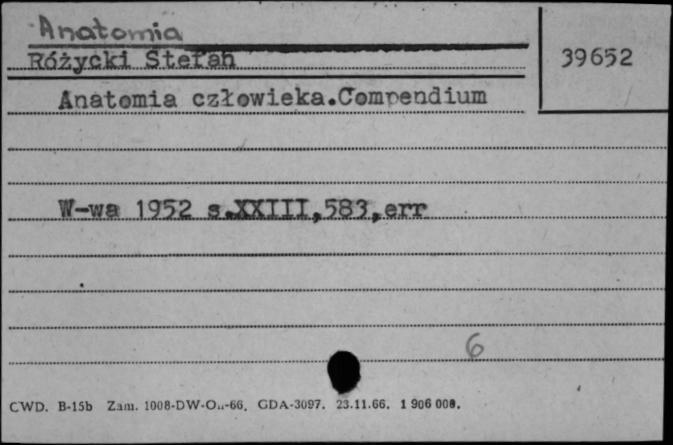 Anatomia
Różycki Stefan
39652
Anatomia człowieka.Compendium
W-wa 1952 s.XXIII,583,err
6
CWD. B-15b Zam. 1008-DW-O..-66. GDA-3097. 23.11.66. 1 906 000.